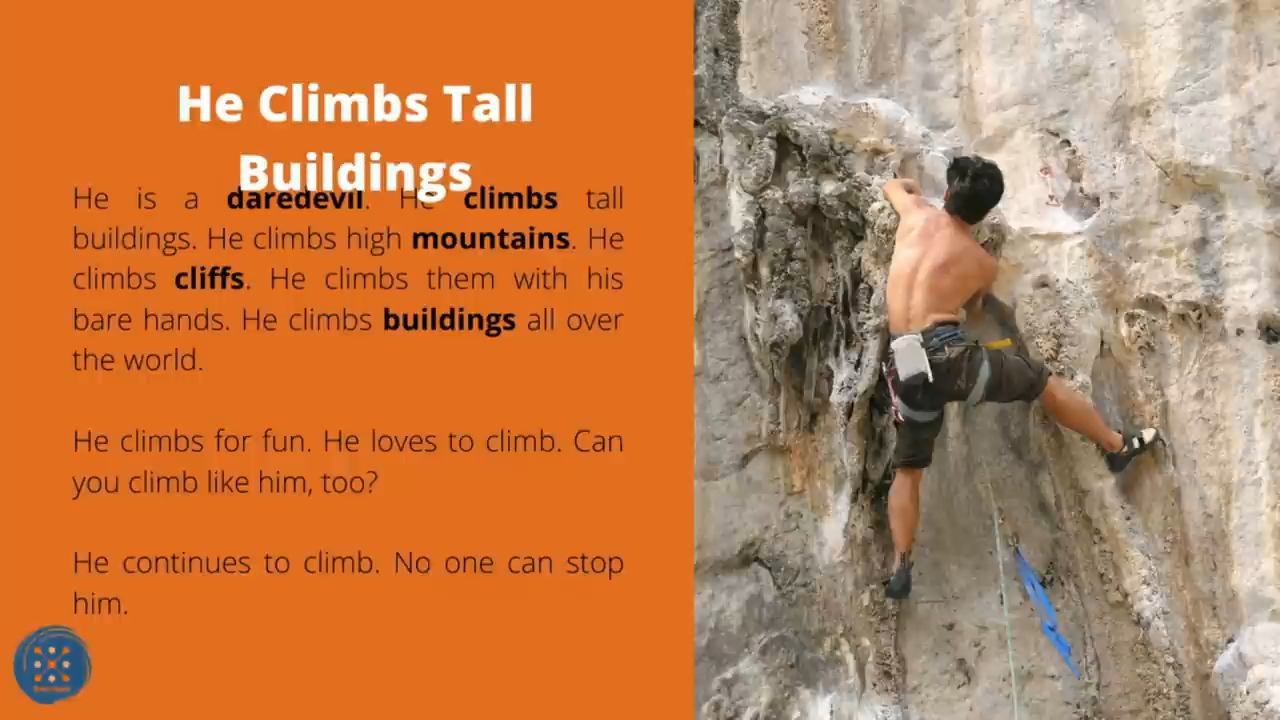 He Climbs Tall
Buildings
He is a daredevil. He climbs tall
buildings. He climbs high mountains. He
climbs cliffs. He climbs them with his
bare hands. He climbs buildings all over
the world.
He climbs for fun. He loves to climb. Can
you climb like him, too?
He continues to climb. No one can stop
him.